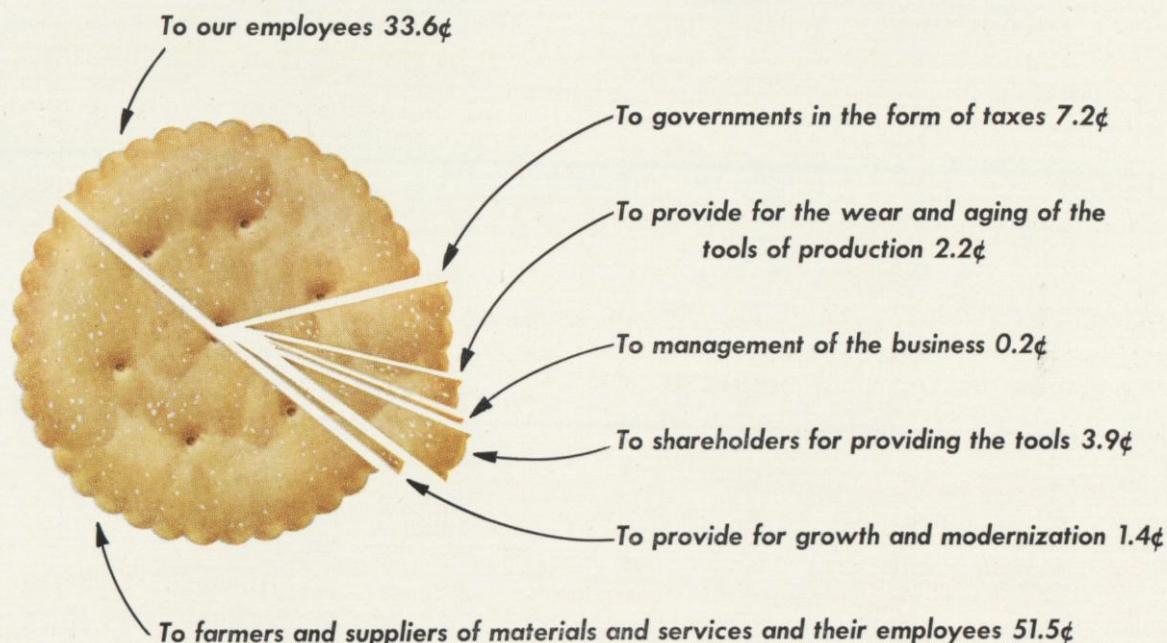 To our employees 33.6¢
To governments in the form of taxes 7.2¢
To provide for the wear and aging of the
tools of production 2.2¢
To management of the business 0.2¢
To shareholders for providing the tools 3.9¢
To provide for growth and modernization 1.4¢
To farmers and suppliers of materials and services and their employees 51.5¢